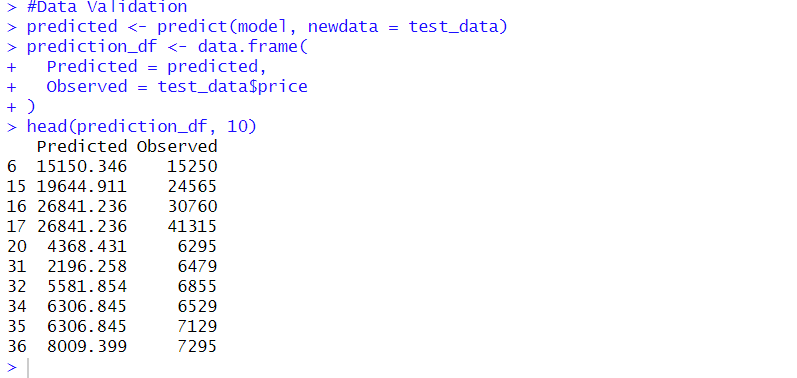 > #Data Validation
> predicted <- predict(model, newdata = test_data)
> prediction_df <- data.frame(
+   Predicted = predicted,
+   Observed = test_data$price
+ )
> head(prediction_df, 10)
   Predicted Observed
6  15150.346    15250
15 19644.911    24565
16 26841.236    30760
17 26841.236    41315
20  4368.431     6295
31  2196.258     6479
32  5581.854     6855
34  6306.845     6529
35  6306.845     7129
36  8009.399     7295
>